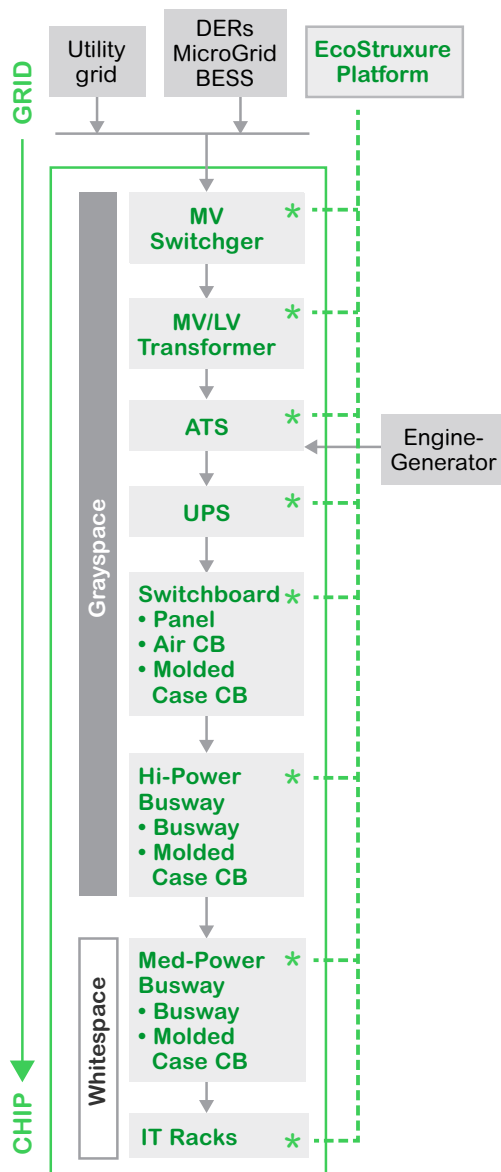 GRID
Utility
grid
DERs
MicroGrid
BESS
EcoStruxure
Platform
Grayspace
MV
Switchger
*
MV/LV
Transformer
*
ATS
*
Engine-
Generator
UPS
*
Switchboard
*
• Panel
• Air CB
• Molded
Case CB
Hi-Power
*
Busway
• Busway
• Molded
Case CB
Whitespace
Med-Power
*
Busway
• Busway
• Molded
Case CB
IT Racks
*
CHIP